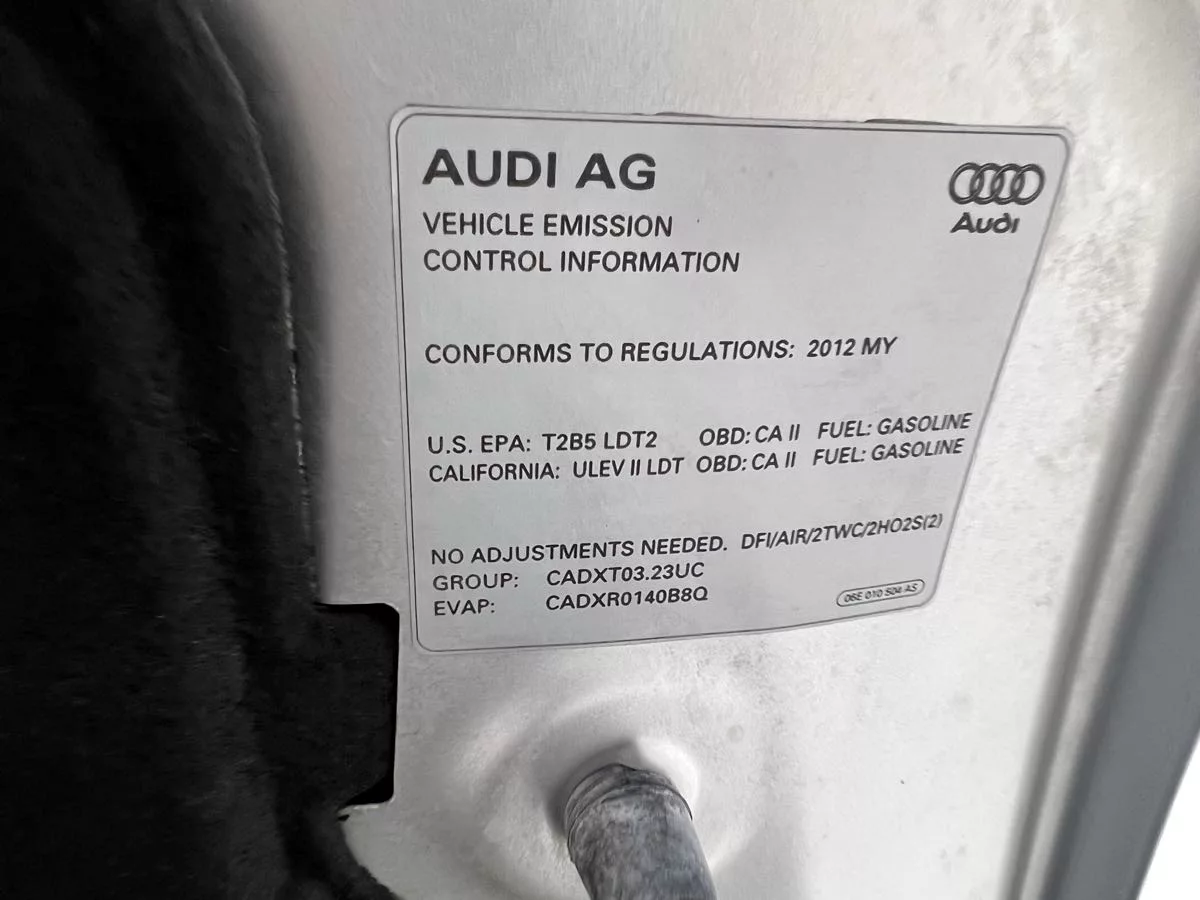 AUDI AG
Audi
VEHICLE EMISSION
CONTROL INFORMATION
CONFORMS TO REGULATIONS: 2012 MY
U.S. EPA: T2B5 LDT2 OBD: CA II FUEL: GASOLINE
CALIFORNIA: ULEV II LDT OBD: CA II FUEL: GASOLINE
NO ADJUSTMENTS NEEDED. DFI/AIR/2TWC/2HO2S(2)
GROUP: CADXT03.23UC
EVAP: CADXR0140B8Q
06E 010 504 AS